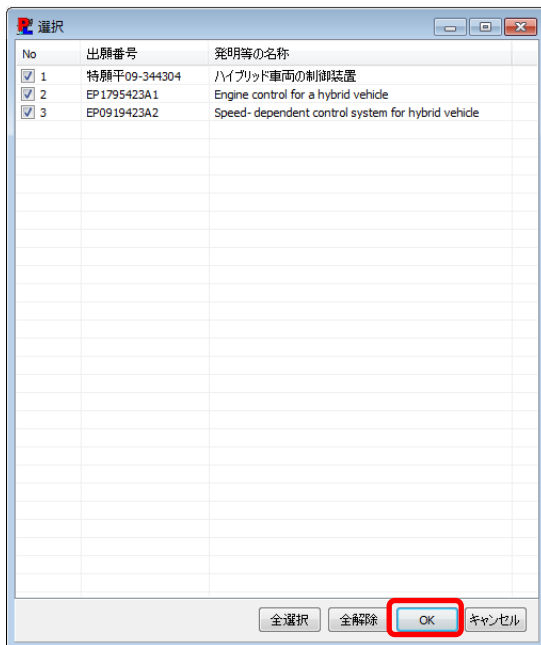 選択
No 出願番号 発明等の名称
1 特願平09-344304 ハイブリッド車両の制御装置
2 EP1795423A1 Engine control for a hybrid vehicle
3 EP0919423A2 Speed- dependent control system for hybrid vehicle
全選択 全解除 OK キャンセル